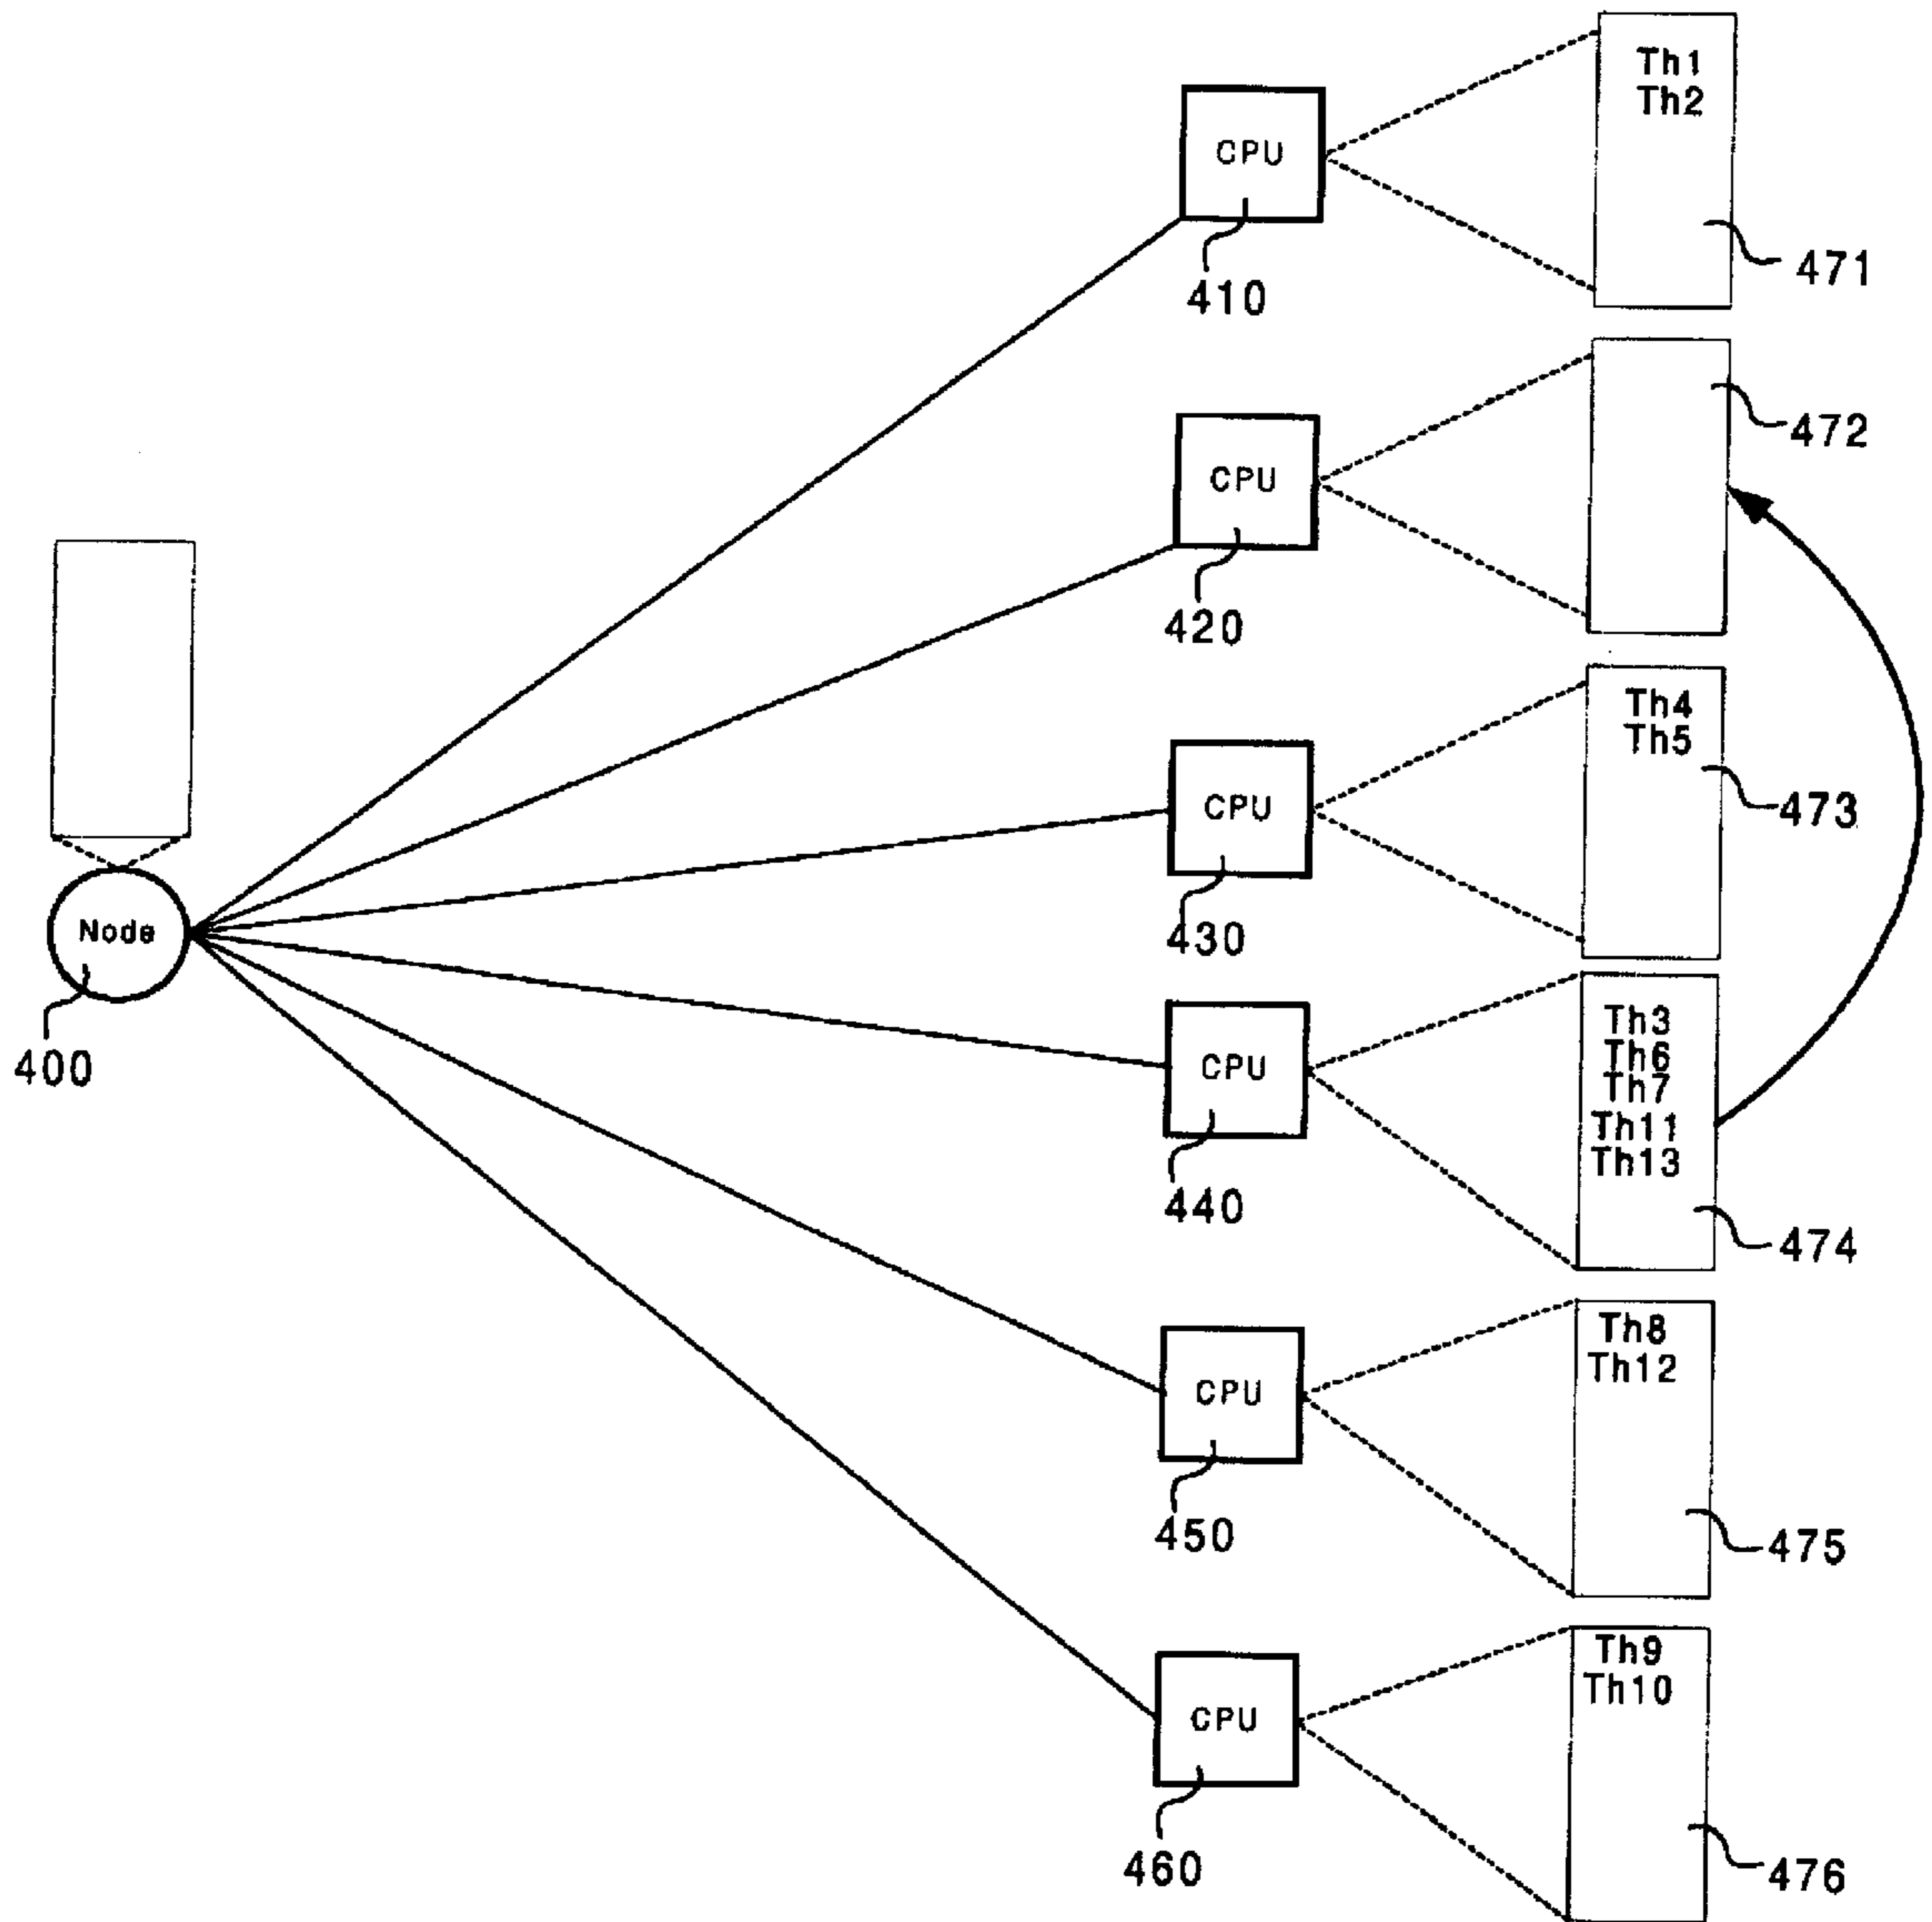 Th1
Th2
CPU
471
410
472
CPU
420
Th4
Th5
473
CPU
Node
430
400
Th3
Th6
Th7
Th11
Th13
CPU
440
474
Th8
Th12
CPU
450
475
Th9
Th10
CPU
460
476